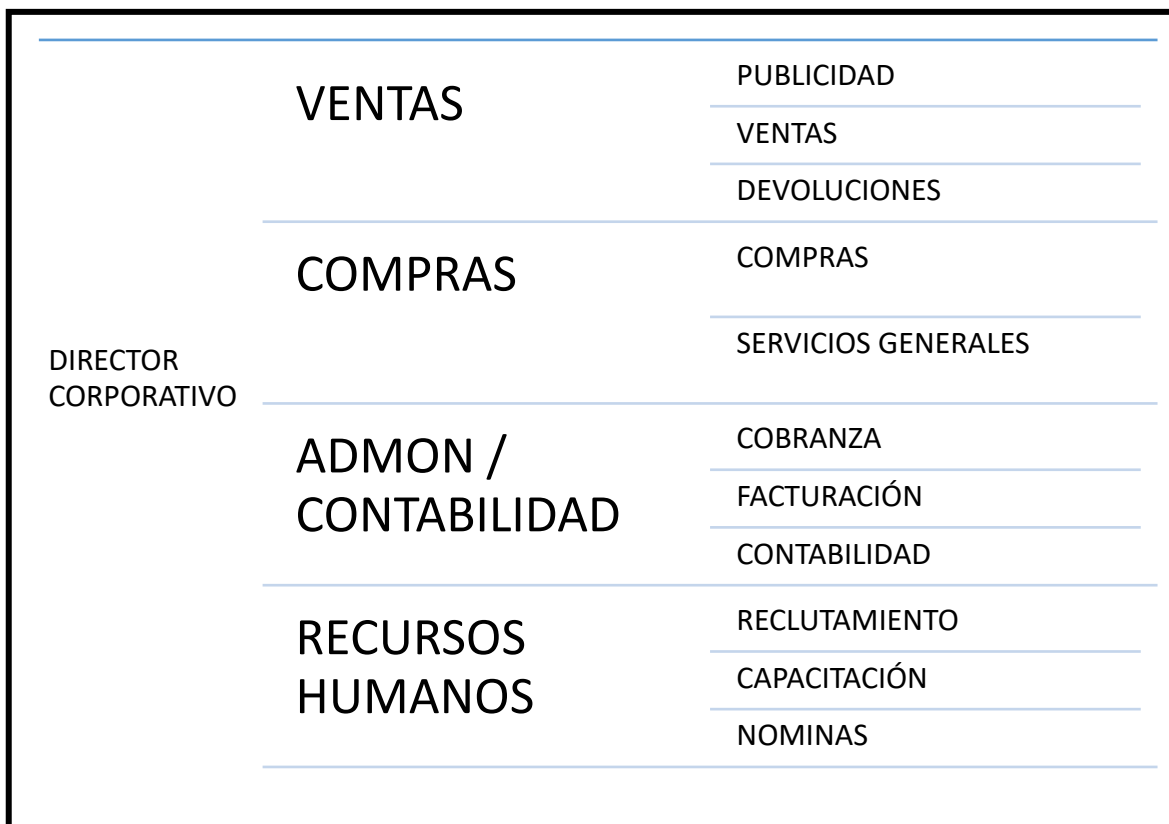 DIRECTOR
CORPORATIVO
VENTAS
PUBLICIDAD
VENTAS
DEVOLUCIONES
COMPRAS
COMPRAS
SERVICIOS GENERALES
ADMON /
CONTABILIDAD
COBRANZA
FACTURACIÓN
CONTABILIDAD
RECURSOS
HUMANOS
RECLUTAMIENTO
CAPACITACIÓN
NOMINAS